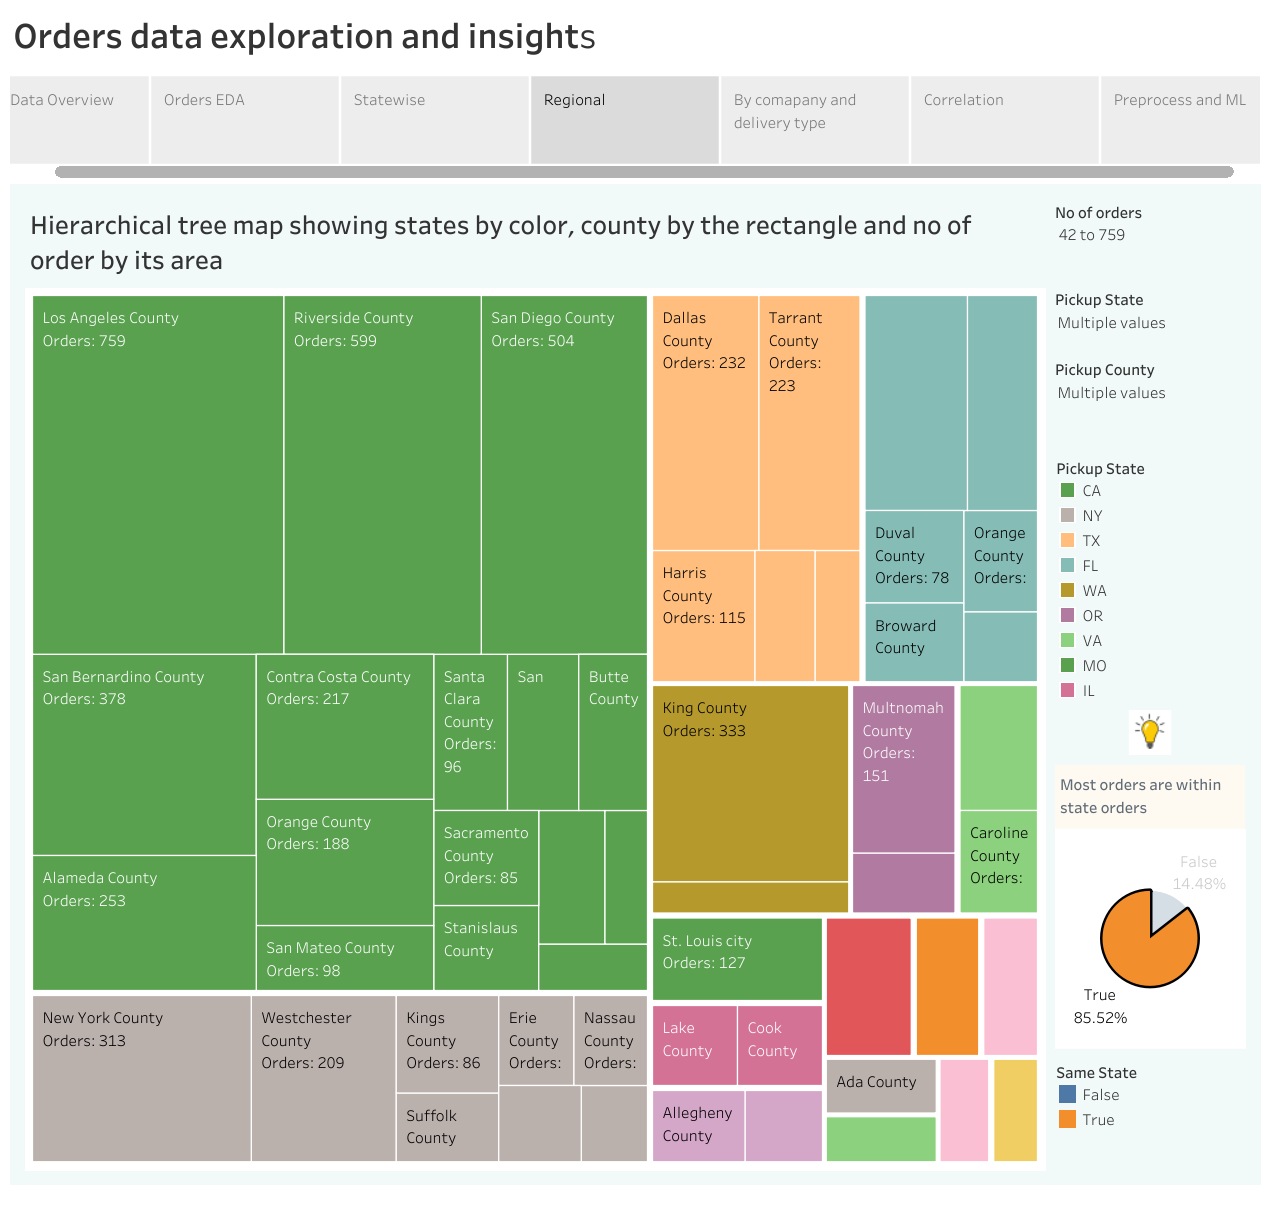 Orders data exploration and insights
Data Overview
Orders EDA
Statewise
Regional
By comapany and
delivery type
Correlation
Preprocess and ML
Hierarchical tree map showing states by color, county by the rectangle and no of
order by its area
No of orders
42 to 759
Pickup State
Multiple values
Pickup County
Multiple values
Pickup State
CA
NY
TX
FL
WA
OR
VA
MO
IL
Most orders are within
state orders
False
14.48%
True
85.52%
Same State
False
True
Los Angeles County
Orders: 759
Riverside County
Orders: 599
San Diego County
Orders: 504
San Bernardino County
Orders: 378
Alameda County
Orders: 253
Contra Costa County
Orders: 217
Orange County
Orders: 188
San Mateo County
Orders: 98
Santa
Clara
County
Orders:
96
San
Butte
County
Sacramento
County
Orders: 85
Stanislaus
County
New York County
Orders: 313
Westchester
County
Orders: 209
Kings
County
Orders: 86
Suffolk
County
Erie
County
Orders:
Nassau
County
Orders:
Dallas
County
Orders: 232
Tarrant
County
Orders:
223
Harris
County
Orders: 115
Duval
County
Orders: 78
Orange
County
Orders:
Broward
County
King County
Orders: 333
Multnomah
County
Orders:
151
Caroline
County
Orders:
St. Louis city
Orders: 127
Lake
County
Cook
County
Allegheny
County
Ada County